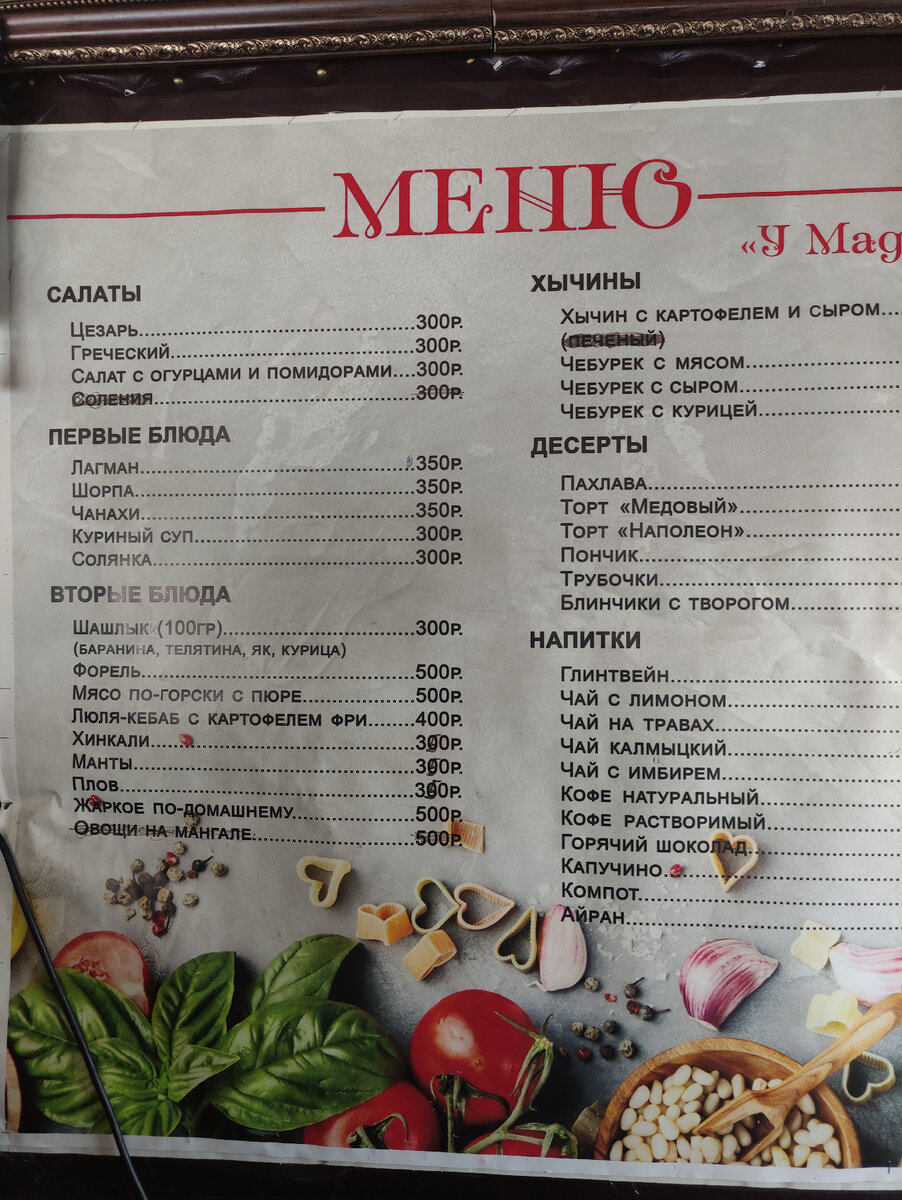 МЕНЮ
«У Мад
САЛАТЫ
ЦЕЗАРЬ 300Р.
ГРЕЧЕСКИЙ 300Р.
САЛАТ С ОГУРЦАМИ И ПОМИДОРАМИ 300Р.
СОЛЕНИЯ 300Р.
ПЕРВЫЕ БЛЮДА
ЛАГМАН 350Р.
ШОРПА 350Р.
ЧАНАХИ 350Р.
КУРИНЫЙ СУП 300Р.
СОЛЯНКА 300Р.
ВТОРЫЕ БЛЮДА
ШАШЛЫК (100ГР) 300Р.
(БАРАНИНА, ТЕЛЯТИНА, ЯК, КУРИЦА)
ФОРЕЛЬ 500Р.
МЯСО ПО-ГОРСКИ С ПЮРЕ 500Р.
ЛЮЛЯ-КЕБАБ С КАРТОФЕЛЕМ ФРИ 400Р.
ХИНКАЛИ
МАНТЫ
ПЛОВ
ЖАРКОЕ ПО-ДОМАШНЕМУ 500Р.
ОВОЩИ НА МАНГАЛЕ 500Р.
ХЫЧИНЫ
ХЫЧИН С КАРТОФЕЛЕМ И СЫРОМ
(ПЕЧЕНЫЙ)
ЧЕБУРЕК С МЯСОМ
ЧЕБУРЕК С СЫРОМ
ЧЕБУРЕК С КУРИЦЕЙ
ДЕСЕРТЫ
ПАХЛАВА
ТОРТ «МЕДОВЫЙ»
ТОРТ «НАПОЛЕОН»
ПОНЧИК
ТРУБОЧКИ
БЛИНЧИКИ С ТВОРОГОМ
НАПИТКИ
ГЛИНТВЕЙН
ЧАЙ С ЛИМОНОМ
ЧАЙ НА ТРАВАХ
ЧАЙ КАЛМЫЦКИЙ
ЧАЙ С ИМБИРЕМ
КОФЕ НАТУРАЛЬНЫЙ
КОФЕ РАСТВОРИМЫЙ
ГОРЯЧИЙ ШОКОЛАД
КАПУЧИНО
КОМПОТ
АЙРАН